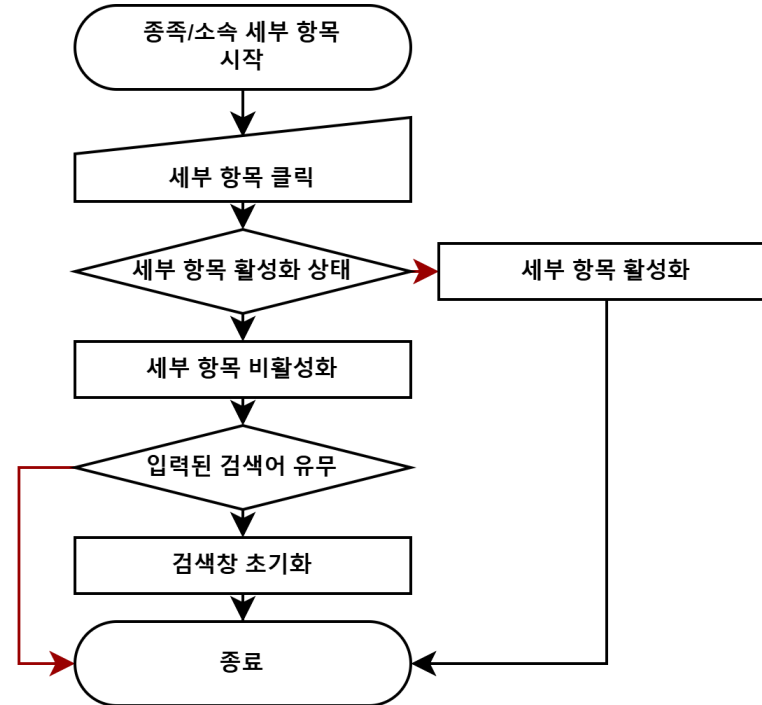 종족/소속 세부 항목
시작
세부 항목 클릭
세부 항목 활성화 상태
세부 항목 활성화
세부 항목 비활성화
입력된 검색어 유무
검색창 초기화
종료